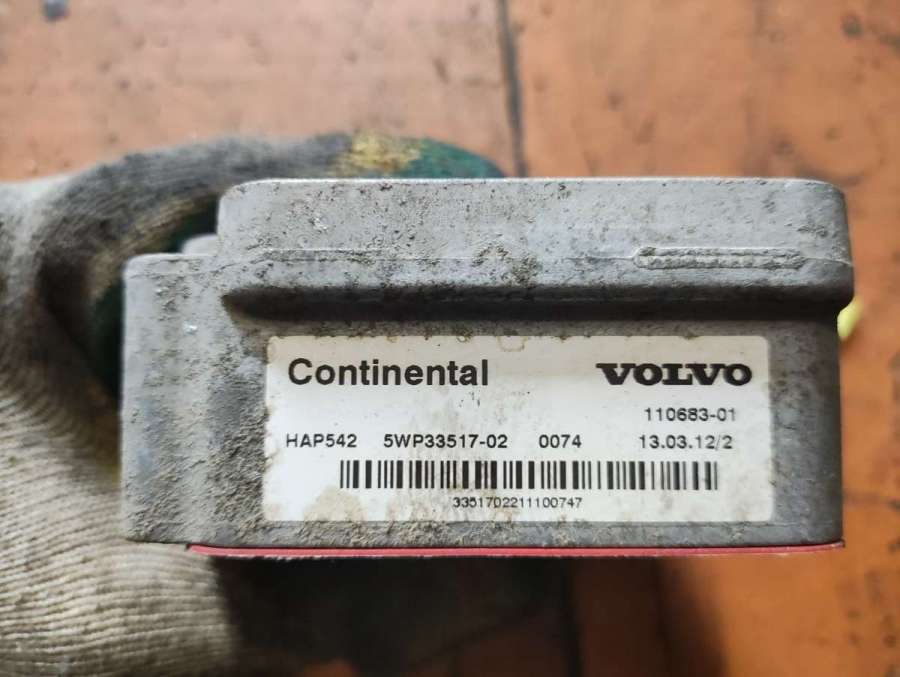 Continental VOLVO
110683-01
HAP542 5WP33517-02 0074 13.03.12/2
3351702211100747